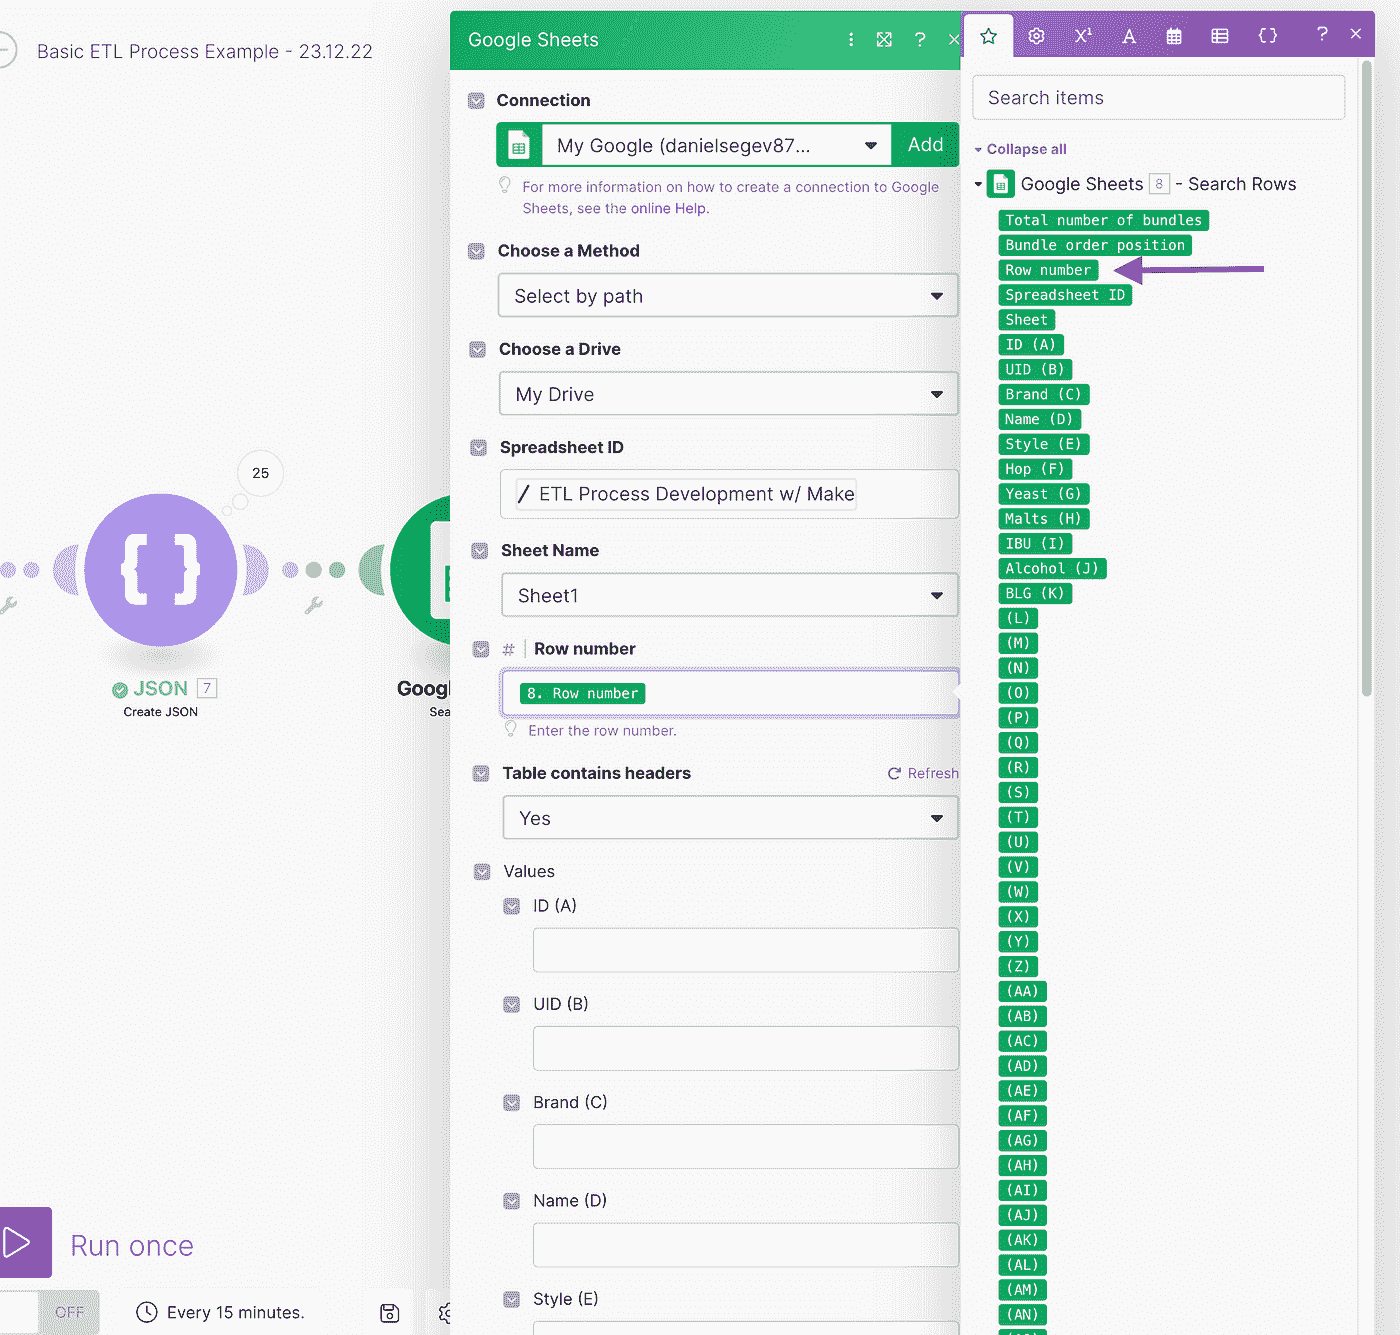 Basic ETL Process Example - 23.12.22
25
JSON 7
Create JSON
Run once
OFF
Every 15 minutes.
Google Sheets
?
Connection
My Google (danielsegev87...
Add
For more information on how to create a connection to Google
Sheets, see the online Help.
Choose a Method
Select by path
Choose a Drive
My Drive
Spreadsheet ID
/ ETL Process Development w/ Make
Sheet Name
Sheet1
# Row number
8. Row number
Enter the row number.
Table contains headers
Refresh
Yes
Values
ID (A)
UID (B)
Brand (C)
Name (D)
Style (E)
X¹ A { } ?
Search items
Collapse all
Google Sheets 8 - Search Rows
Total number of bundles
Bundle order position
Row number
Spreadsheet ID
Sheet
ID (A)
UID (B)
Brand (C)
Name (D)
Style (E)
Hop (F)
Yeast (G)
Malts (H)
IBU (I)
Alcohol (J)
BLG (K)
(L)
(M)
(N)
(O)
(P)
(Q)
(R)
(S)
(T)
(U)
(V)
(W)
(X)
(Y)
(Z)
(AA)
(AB)
(AC)
(AD)
(AE)
(AF)
(AG)
(AH)
(AI)
(AJ)
(AK)
(AL)
(AM)
(AN)